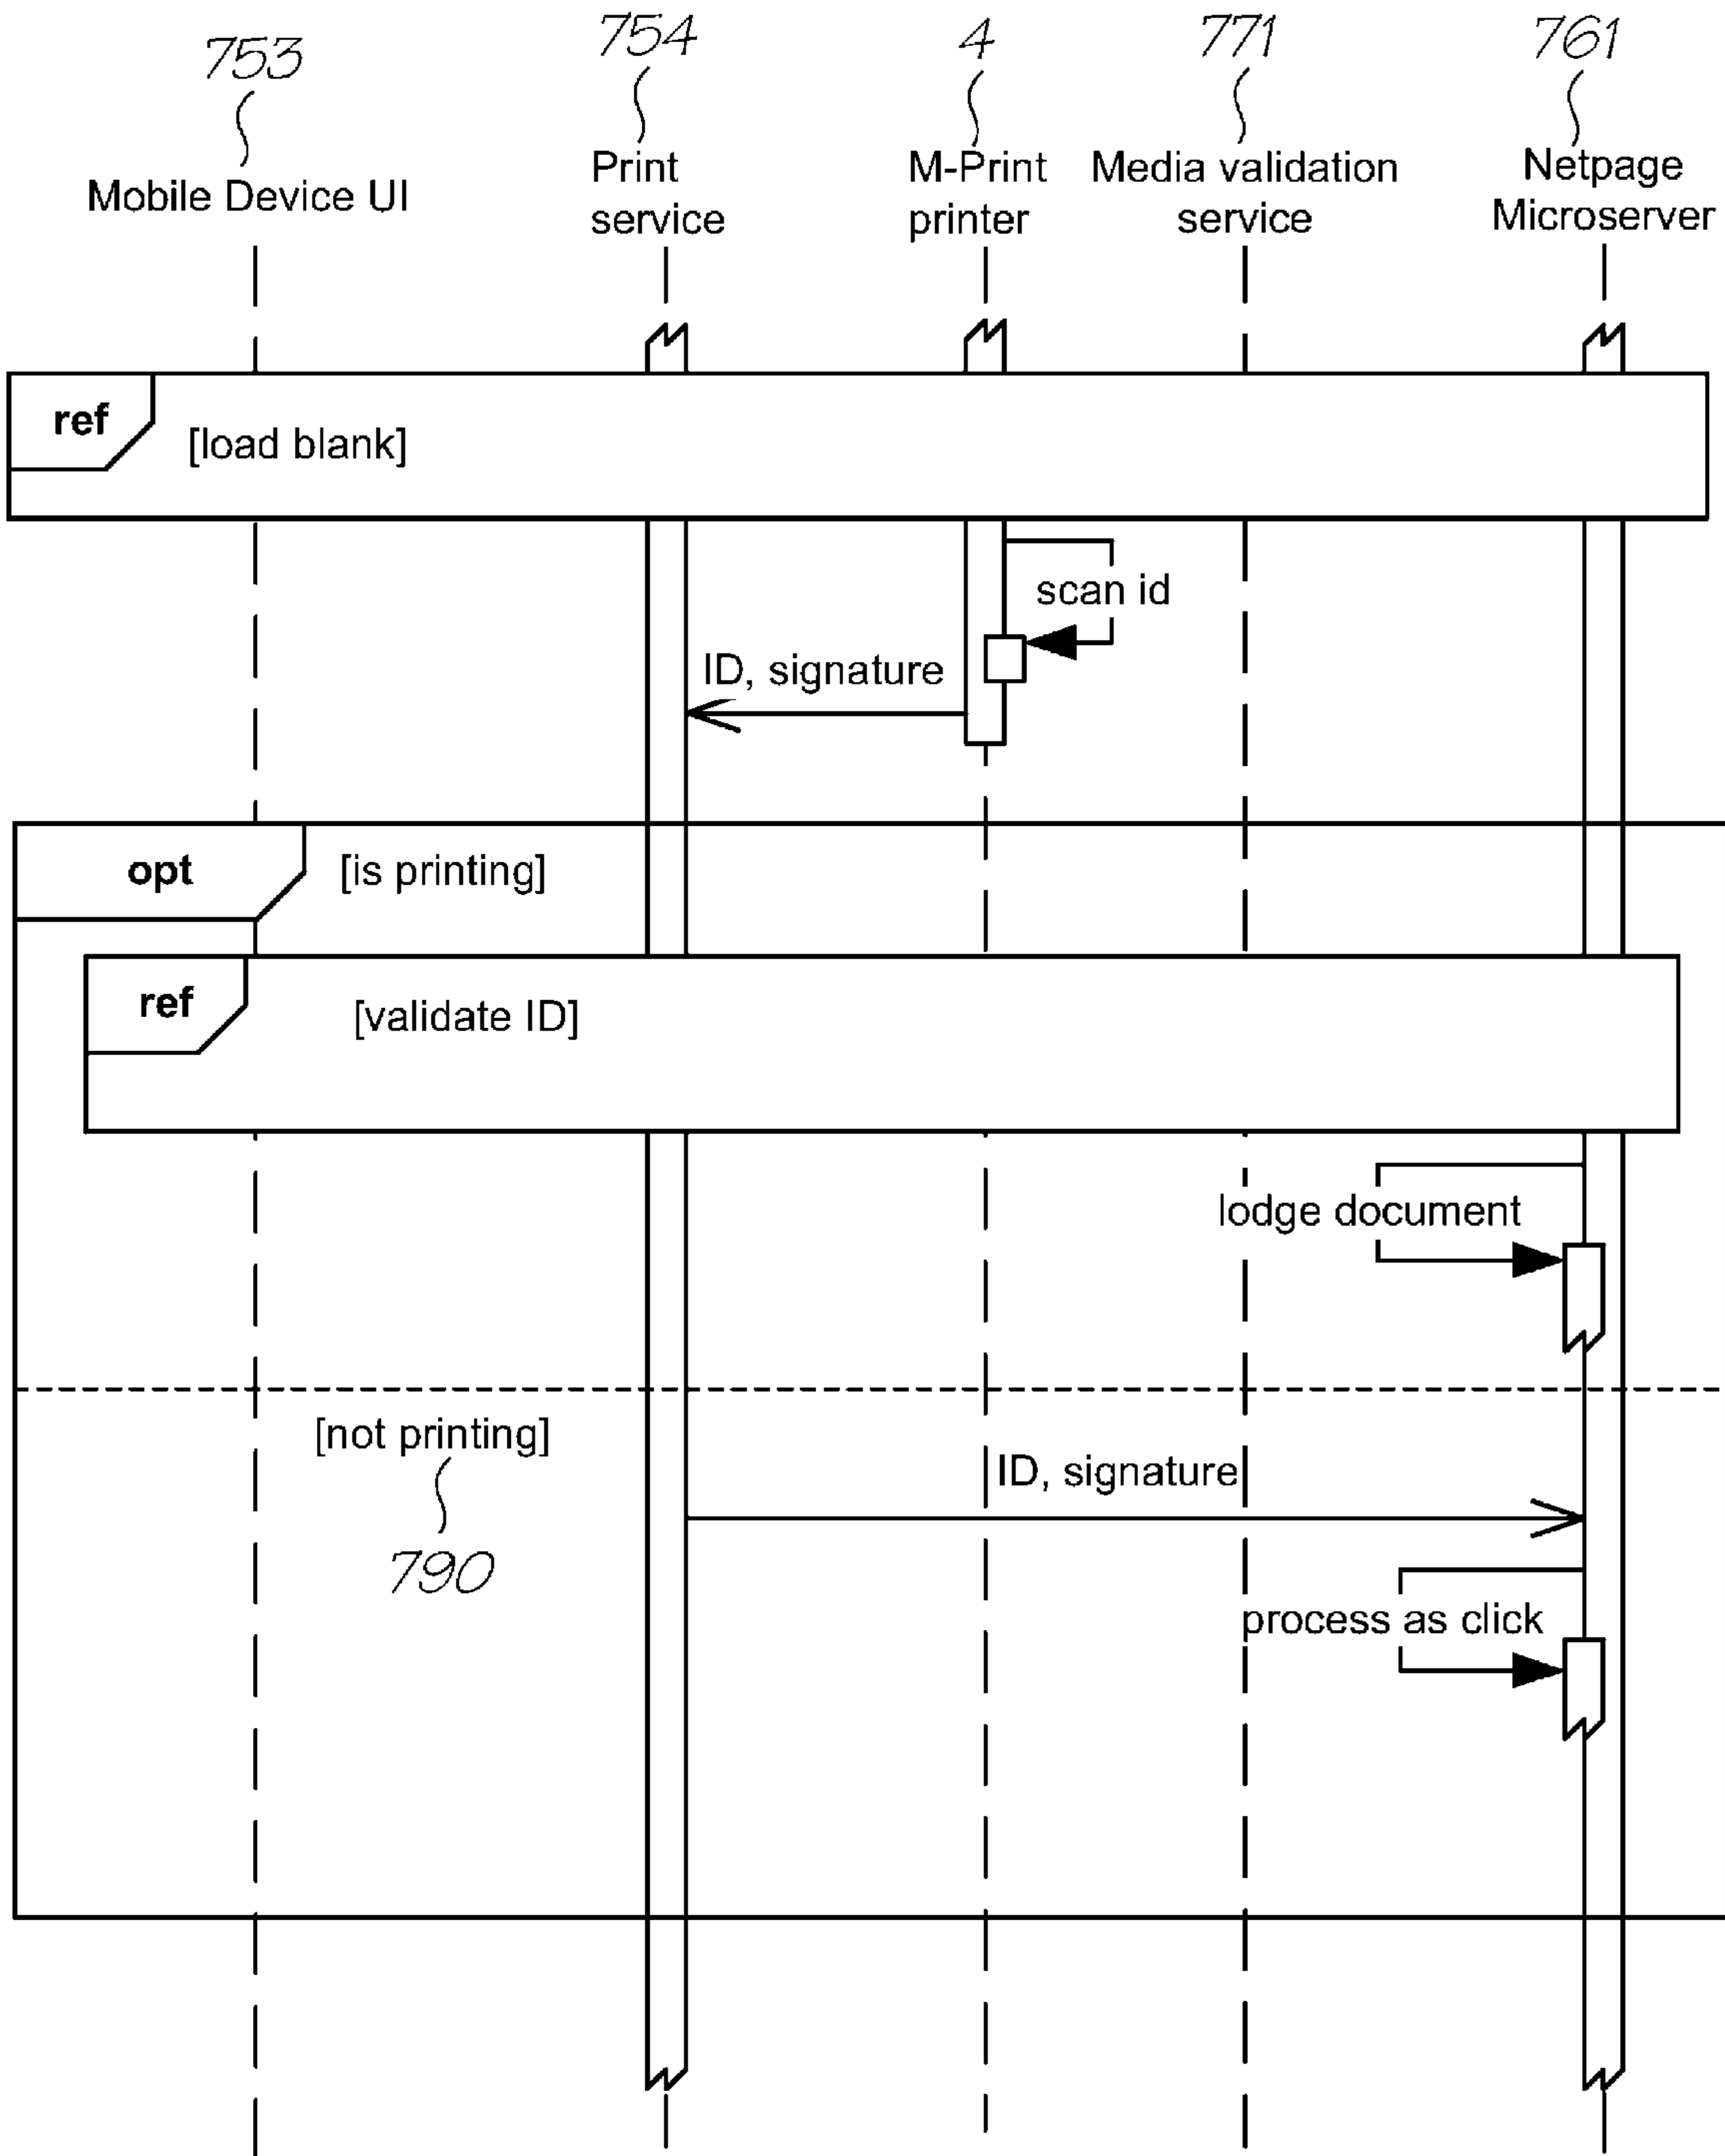 753
754
4
771
761
Mobile Device UI
Print
service
M-Print
printer
Media validation
service
Netpage
Microserver
ref
[load blank]
scan id
ID, signature
opt
[is printing]
ref
[validate ID]
lodge document
[not printing]
ID, signature
790
process as click